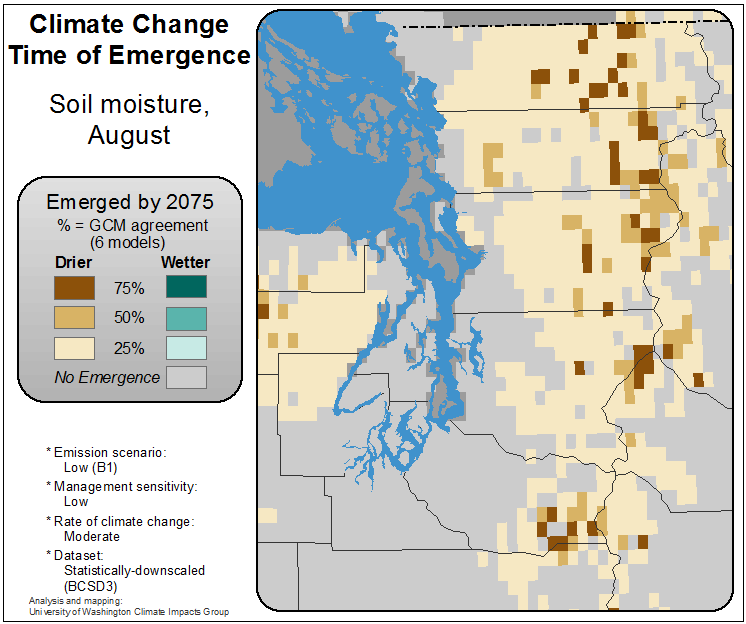 Climate Change
Time of Emergence
Soil moisture,
August
Emerged by 2075
% = GCM agreement
(6 models)
Drier Wetter
75%
50%
25%
No Emergence
* Emission scenario:
Low (B1)
* Management sensitivity:
Low
* Rate of climate change:
Moderate
* Dataset:
Statistically-downscaled
(BCSD3)
Analysis and mapping:
University of Washington Climate Impacts Group